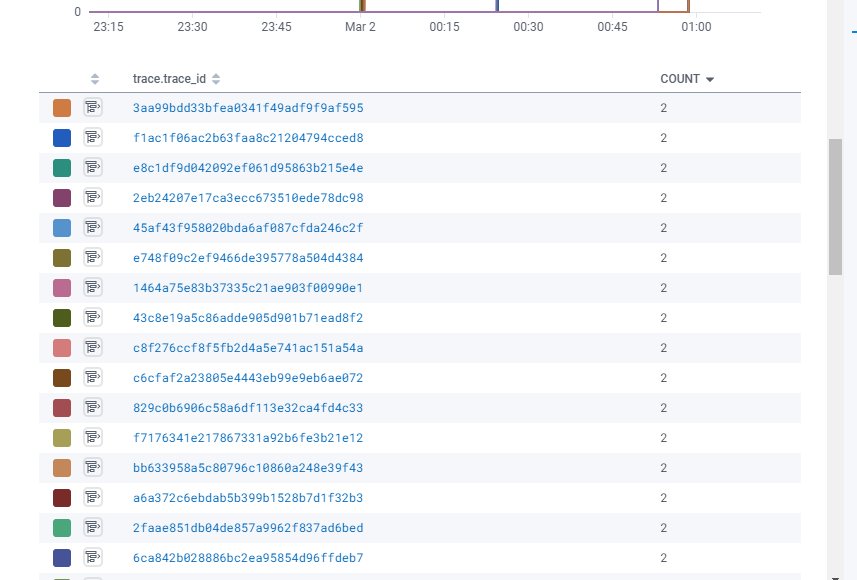 0
23:15 23:30 23:45 Mar 2 00:15 00:30 00:45 01:00
trace.trace_id COUNT
3aa99bdd33bfea0341f49adf9f9af595 2
f1ac1f06ac2b63faa8c21204794cced8 2
e8c1df9d042092ef061d95863b215e4e 2
2eb24207e17ca3ecc673510ede78dc98 2
45af43f958020bda6af087cfda246c2f 2
e748f09c2ef9466de395778a504d4384 2
1464a75e83b37335c21ae903f00990e1 2
43c8e19a5c86adde905d901b71ead8f2 2
c8f276ccf8f5fb2d4a5e741ac151a54a 2
c6cfaf2a23805e4443eb99e9eb6ae072 2
829c0b6906c58a6df113e32ca4fd4c33 2
f7176341e217867331a92b6fe3b21e12 2
bb633958a5c80796c10860a248e39f43 2
a6a372c6ebdab5b399b1528b7d1f32b3 2
2faae851db04de857a9962f837ad6bed 2
6ca842b028886bc2ea95854d96ffdeb7 2